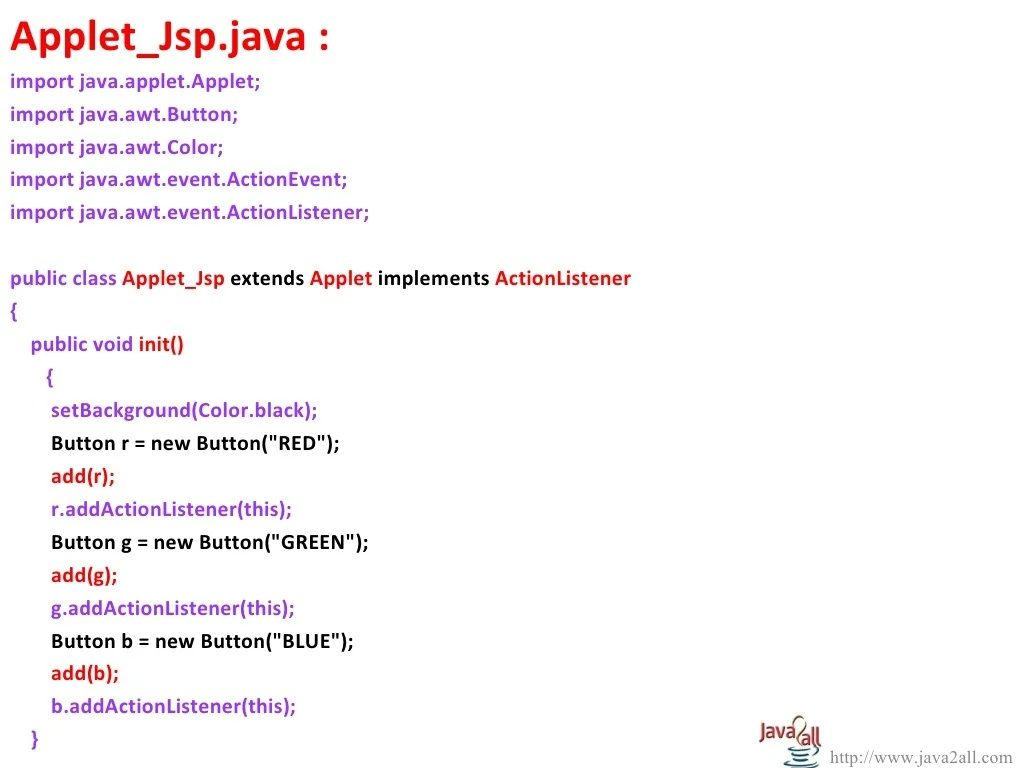 Applet_Jsp.java :
import java.applet.Applet;
import java.awt.Button;
import java.awt.Color;
import java.awt.event.ActionEvent;
import java.awt.event.ActionListener;
public class Applet_Jsp extends Applet implements ActionListener
{
public void init()
{
setBackground(Color.black);
Button r = new Button("RED");
add(r);
r.addActionListener(this);
Button g = new Button("GREEN");
add(g);
g.addActionListener(this);
Button b = new Button("BLUE");
add(b);
b.addActionListener(this);
}
Java2all
http://www.java2all.com